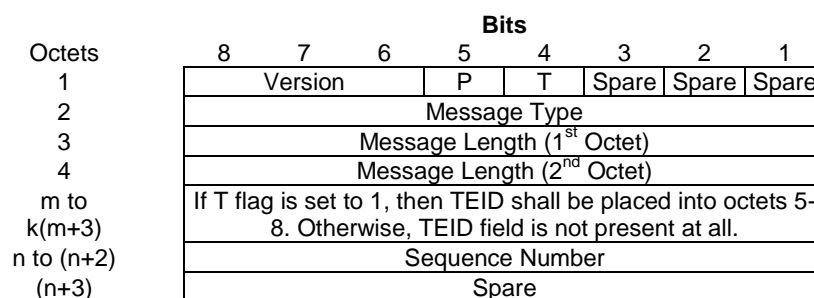 Bits
Octets 8 7 6 5 4 3 2 1
1 Version P T Spare Spare Spare
2 Message Type
3 Message Length (1st Octet)
4 Message Length (2nd Octet)
m to If T flag is set to 1, then TEID shall be placed into octets 5-
k(m+3) 8. Otherwise, TEID field is not present at all.
n to (n+2) Sequence Number
(n+3) Spare